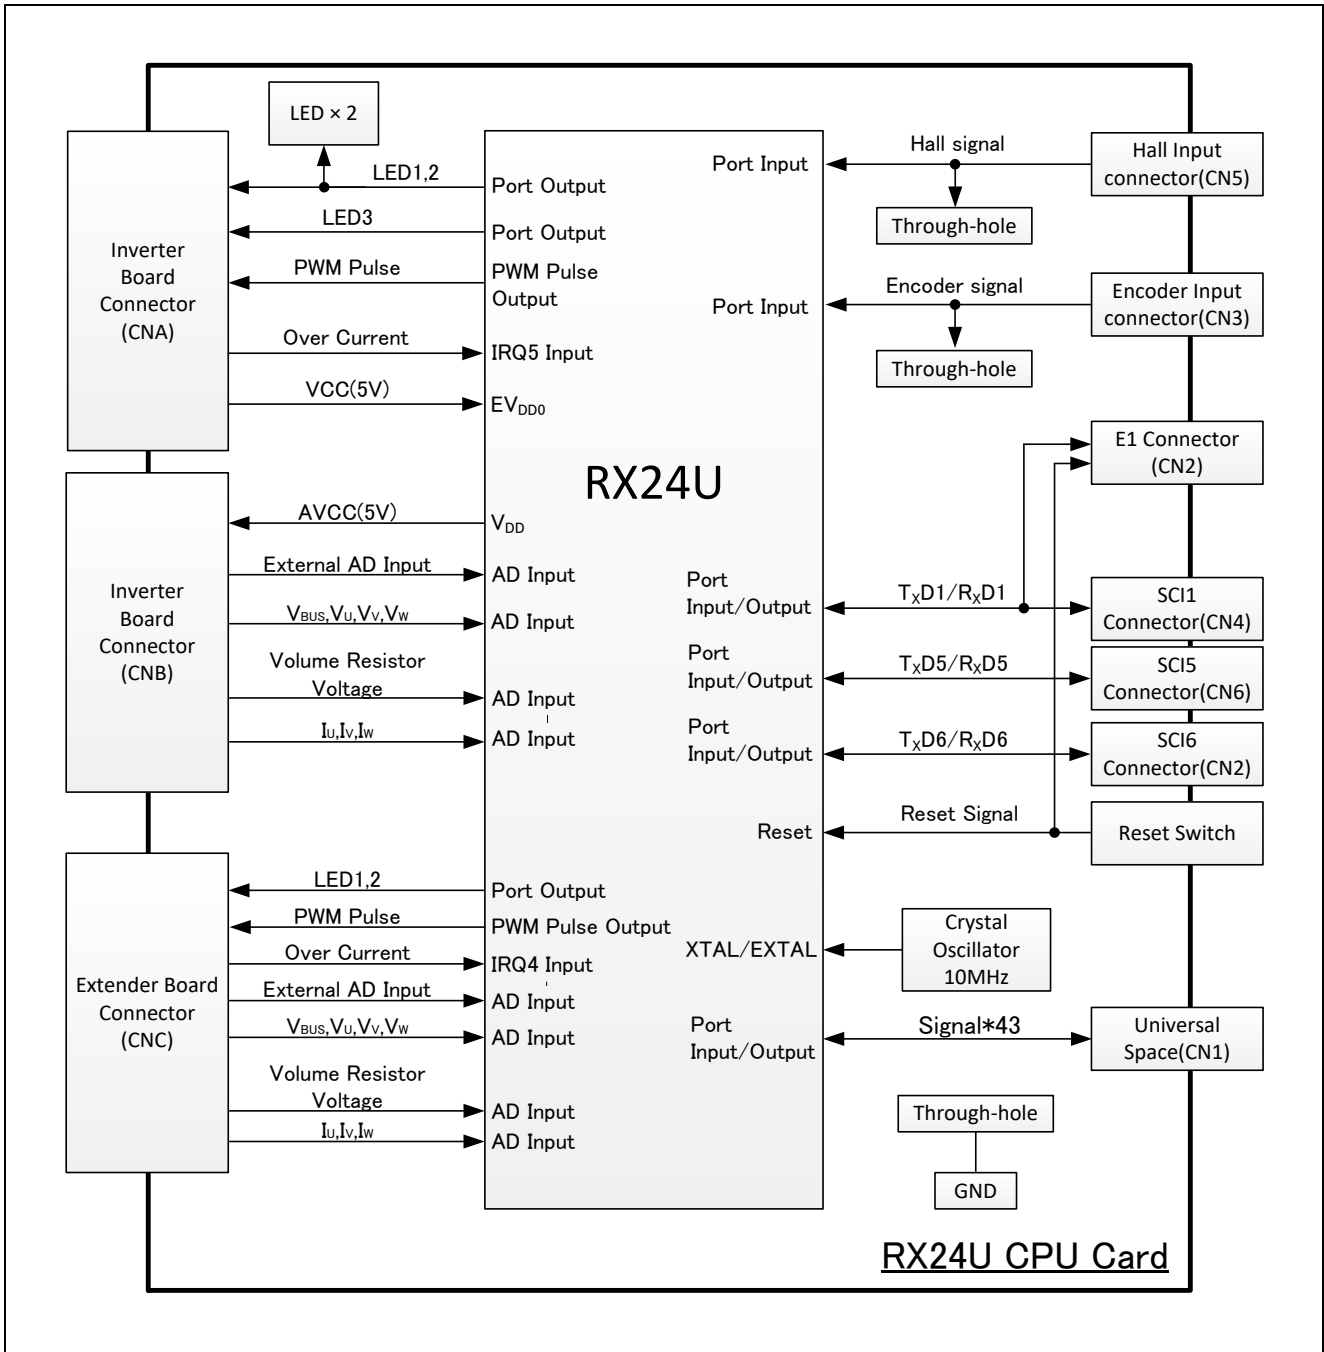 LED × 2
Inverter
Board
Connector
(CNA)
LED1,2
LED3
PWM Pulse
Over Current
VCC(5V)
Port Output
Port Output
PWM Pulse
Output
IRQ5 Input
EVDD0
Inverter
Board
Connector
(CNB)
AVCC(5V)
External AD Input
VBUS,VU,VV,VW
Volume Resistor
Voltage
IU,IV,IW
VDD
AD Input
AD Input
AD Input
AD Input
Extender Board
Connector
(CNC)
LED1,2
PWM Pulse
Over Current
External AD Input
VBUS,VU,VV,VW
Volume Resistor
Voltage
IU,IV,IW
Port Output
PWM Pulse Output
IRQ4 Input
AD Input
AD Input
AD Input
AD Input
RX24U
Port Input
Hall signal
Hall Input
connector(CN5)
Through-hole
Port Input
Encoder signal
Encoder Input
connector(CN3)
Through-hole
E1 Connector
(CN2)
Port
Input/Output
TXD1/RXD1
SCI1
Connector(CN4)
Port
Input/Output
TXD5/RXD5
SCI5
Connector(CN6)
Port
Input/Output
TXD6/RXD6
SCI6
Connector(CN2)
Reset
Reset Signal
Reset Switch
XTAL/EXTAL
Crystal
Oscillator
10MHz
Port
Input/Output
Signal*43
Universal
Space(CN1)
Through-hole
GND
RX24U CPU Card